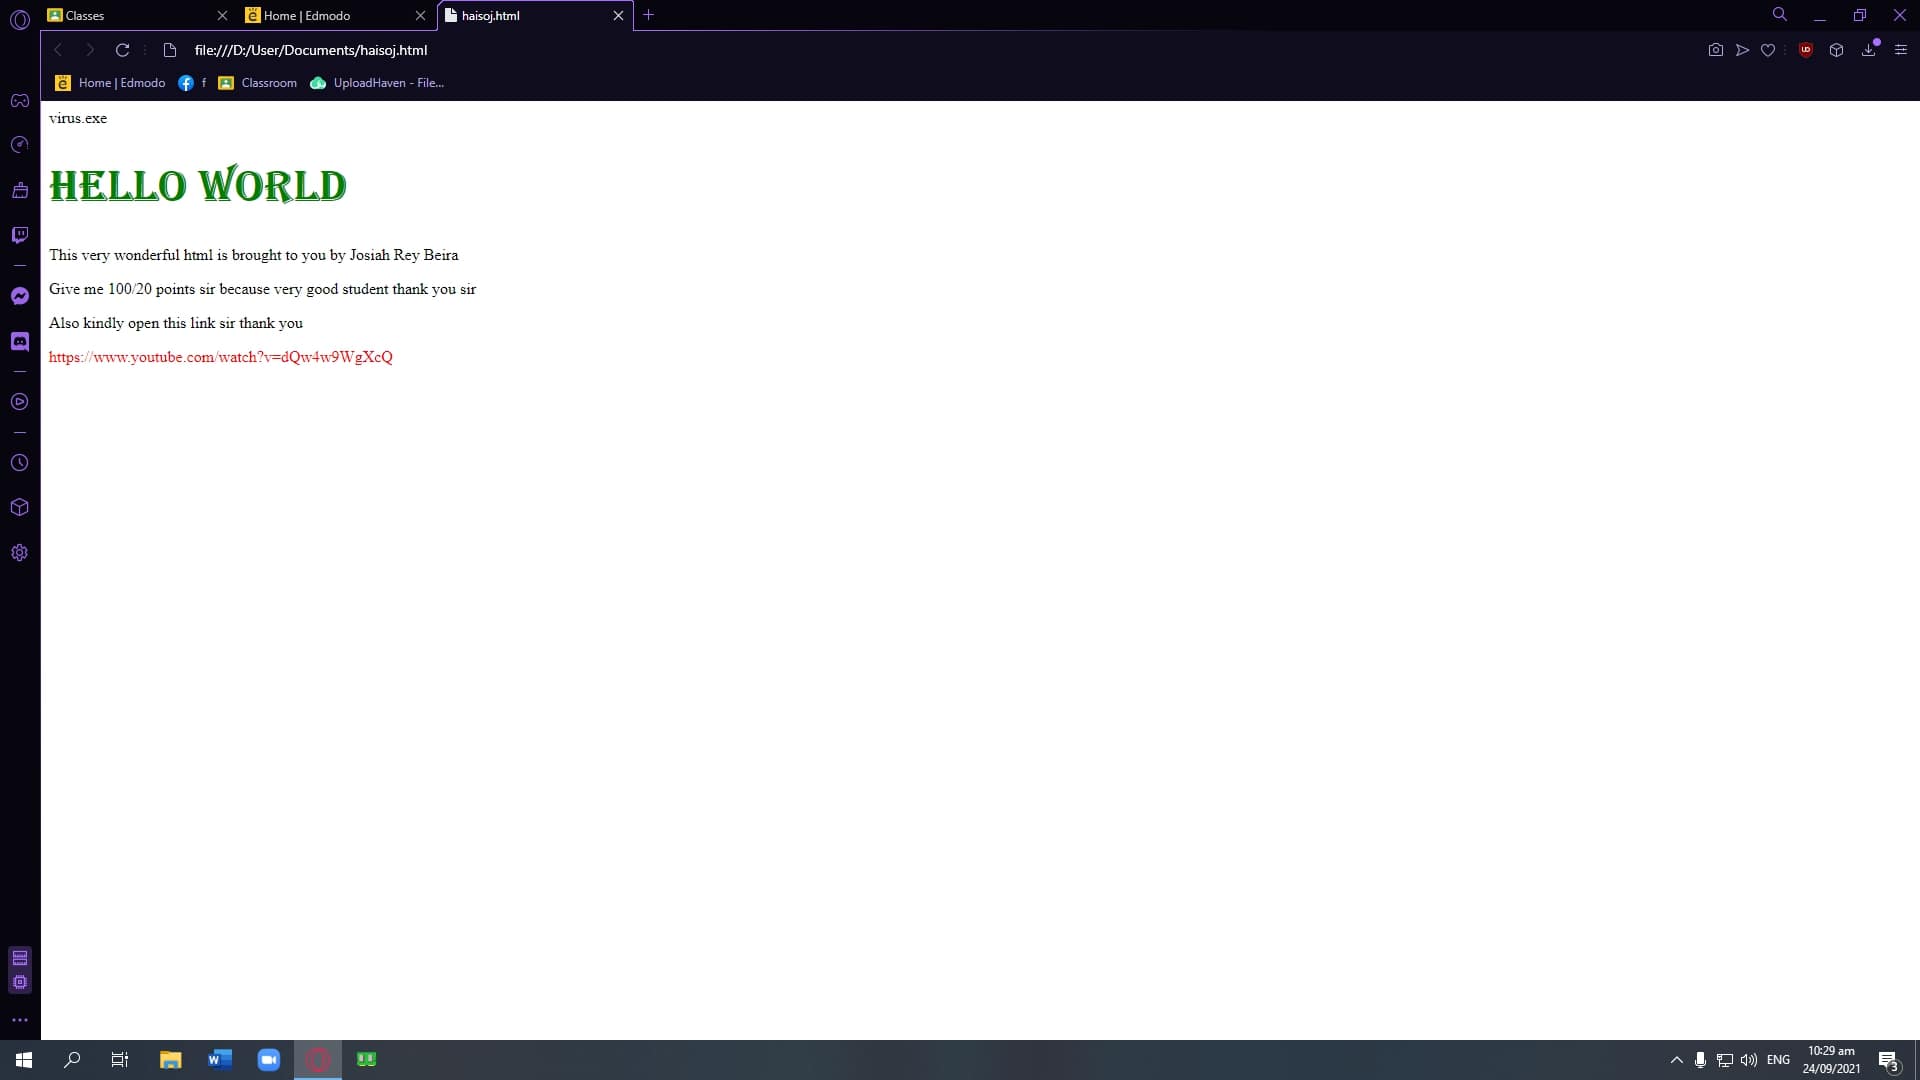 Classes
Home | Edmodo
haisoj.html
file:///D:/User/Documents/haisoj.html
Home | Edmodo f Classroom UploadHaven - File...
virus.exe
HELLO WORLD
This very wonderful html is brought to you by Josiah Rey Beira
Give me 100/20 points sir because very good student thank you sir
Also kindly open this link sir thank you
https://www.youtube.com/watch?v=dQw4w9WgXcQ
ENG
10:29 am
24/09/2021
3